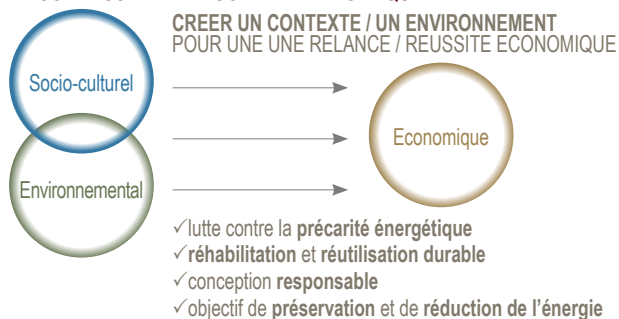 CREER UN CONTEXTE / UN ENVIRONNEMENT
POUR UNE UNE RELANCE / REUSSITE ECONOMIQUE
Socio-culturel
Economique
Environnemental
✓lutte contre la précarité énergétique
✓réhabilitation et réutilisation durable
✓conception responsable
✓objectif de préservation et de réduction de l’énergie